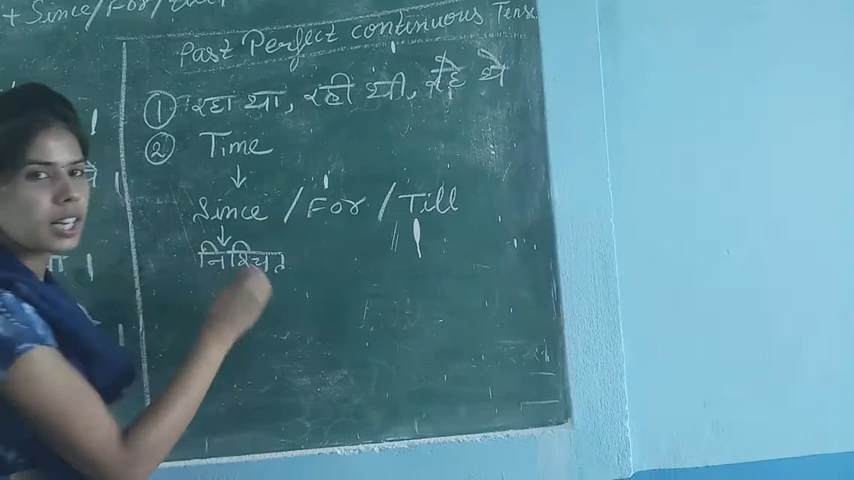 + Since/For/
Past Perfect continuous Tense
① रहा था, रही थी, रहे थे
② Time
↓
Since / For / Till
↓
निश्चित